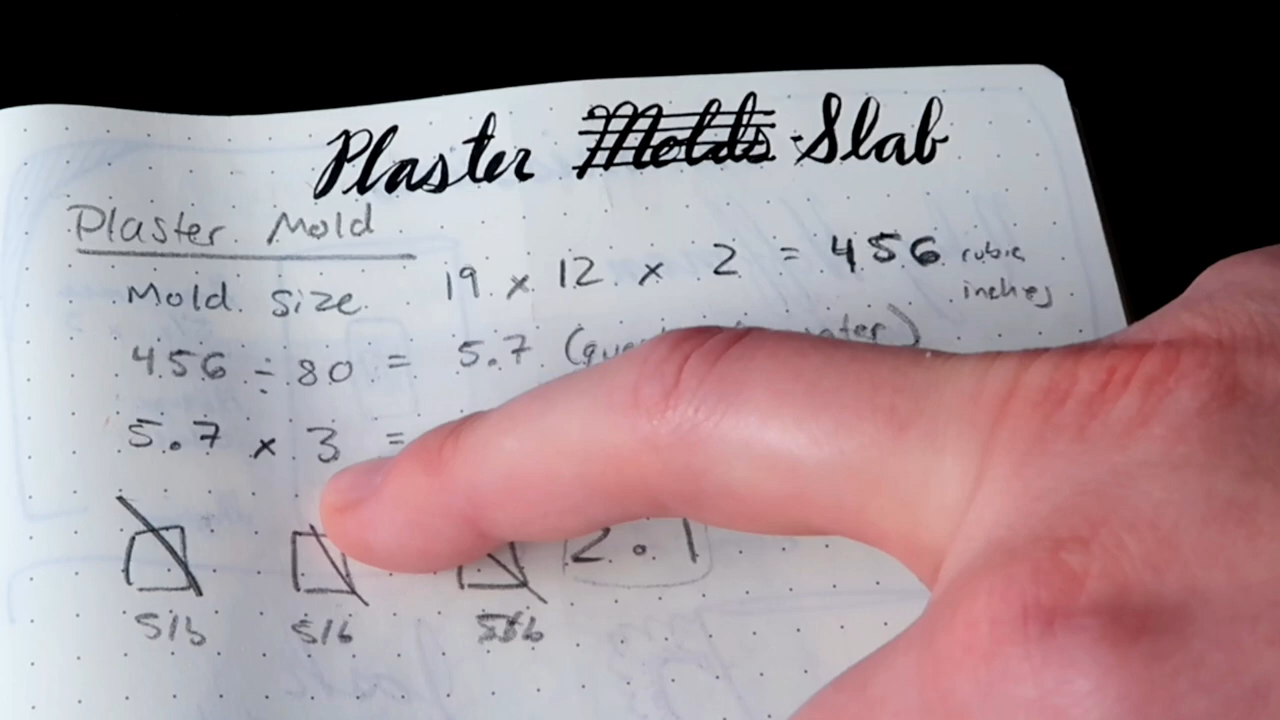 Plaster Molds Slab
Plaster Mold
Mold size 19 x 12 x 2 = 456 cubic inches
456 ÷ 80 = 5.7
5.7 x 3 =
2.1
5lb 5lb 5lb